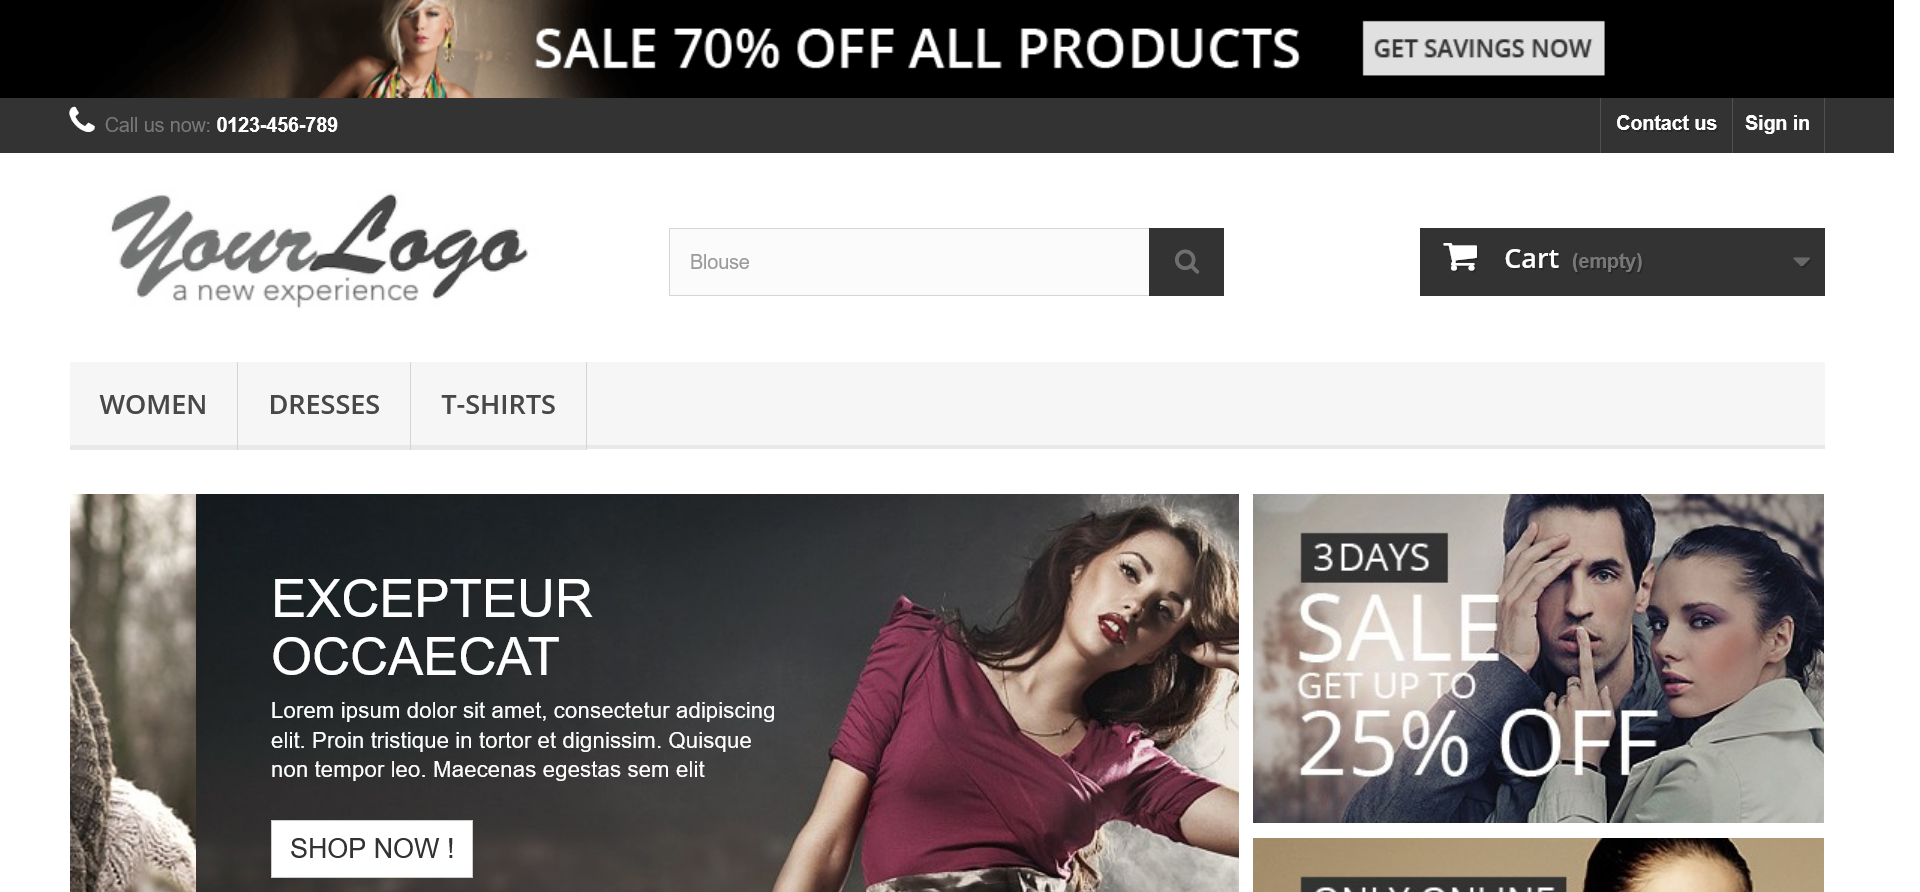 SALE 70% OFF ALL PRODUCTS
GET SAVINGS NOW
Call us now: 0123-456-789
Contact us
Sign in
YourLogo
a new experience
Blouse
Cart (empty)
WOMEN
DRESSES
T-SHIRTS
EXCEPTEUR
OCCAECAT
Lorem ipsum dolor sit amet, consectetur adipiscing
elit. Proin tristique in tortor et dignissim. Quisque
non tempor leo. Maecenas egestas sem elit
SHOP NOW !
3 DAYS
SALE
GET UP TO
25% OFF
ONLY ONLINE